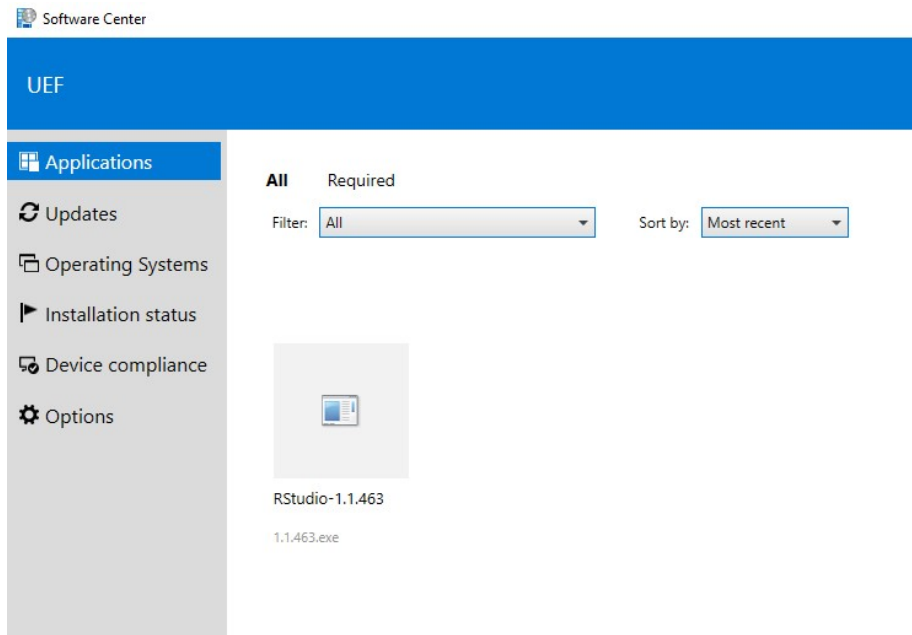 Software Center
UEF
Applications
Updates
Operating Systems
Installation status
Device compliance
Options
All Required
Filter: All Sort by: Most recent
RStudio-1.1.463
1.1.463.exe